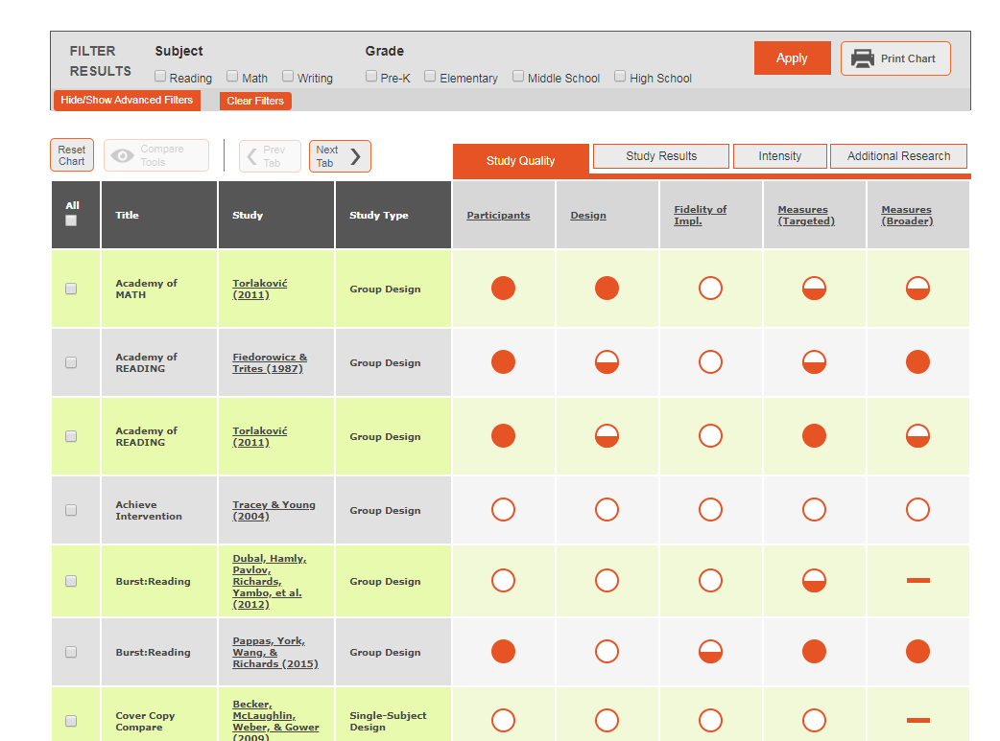 FILTER RESULTS
Subject
Reading Math Writing
Grade
Pre-K Elementary Middle School High School
Apply
Print Chart
Hide/Show Advanced Filters
Clear Filters
Reset
Chart
Compare
Tools
Prev
Tab
Next
Tab
Study Quality
Study Results
Intensity
Additional Research
All
Title
Study
Study Type
Participants
Design
Fidelity of
Impl.
Measures
(Targeted)
Measures
(Broader)
Academy of
MATH
Torlaković
(2011)
Group Design
Academy of
READING
Fiedorowicz &
Trites (1987)
Group Design
Academy of
READING
Torlaković
(2011)
Group Design
Achieve
Intervention
Tracey & Young
(2004)
Group Design
Burst:Reading
Dubal, Hamly,
Pavlov,
Richards,
Yambo, et al.
(2012)
Group Design
Burst:Reading
Pappas, York,
Wang, &
Richards (2015)
Group Design
Cover Copy
Compare
Becker,
McLaughlin,
Weber, & Gower
(2009)
Single-Subject
Design